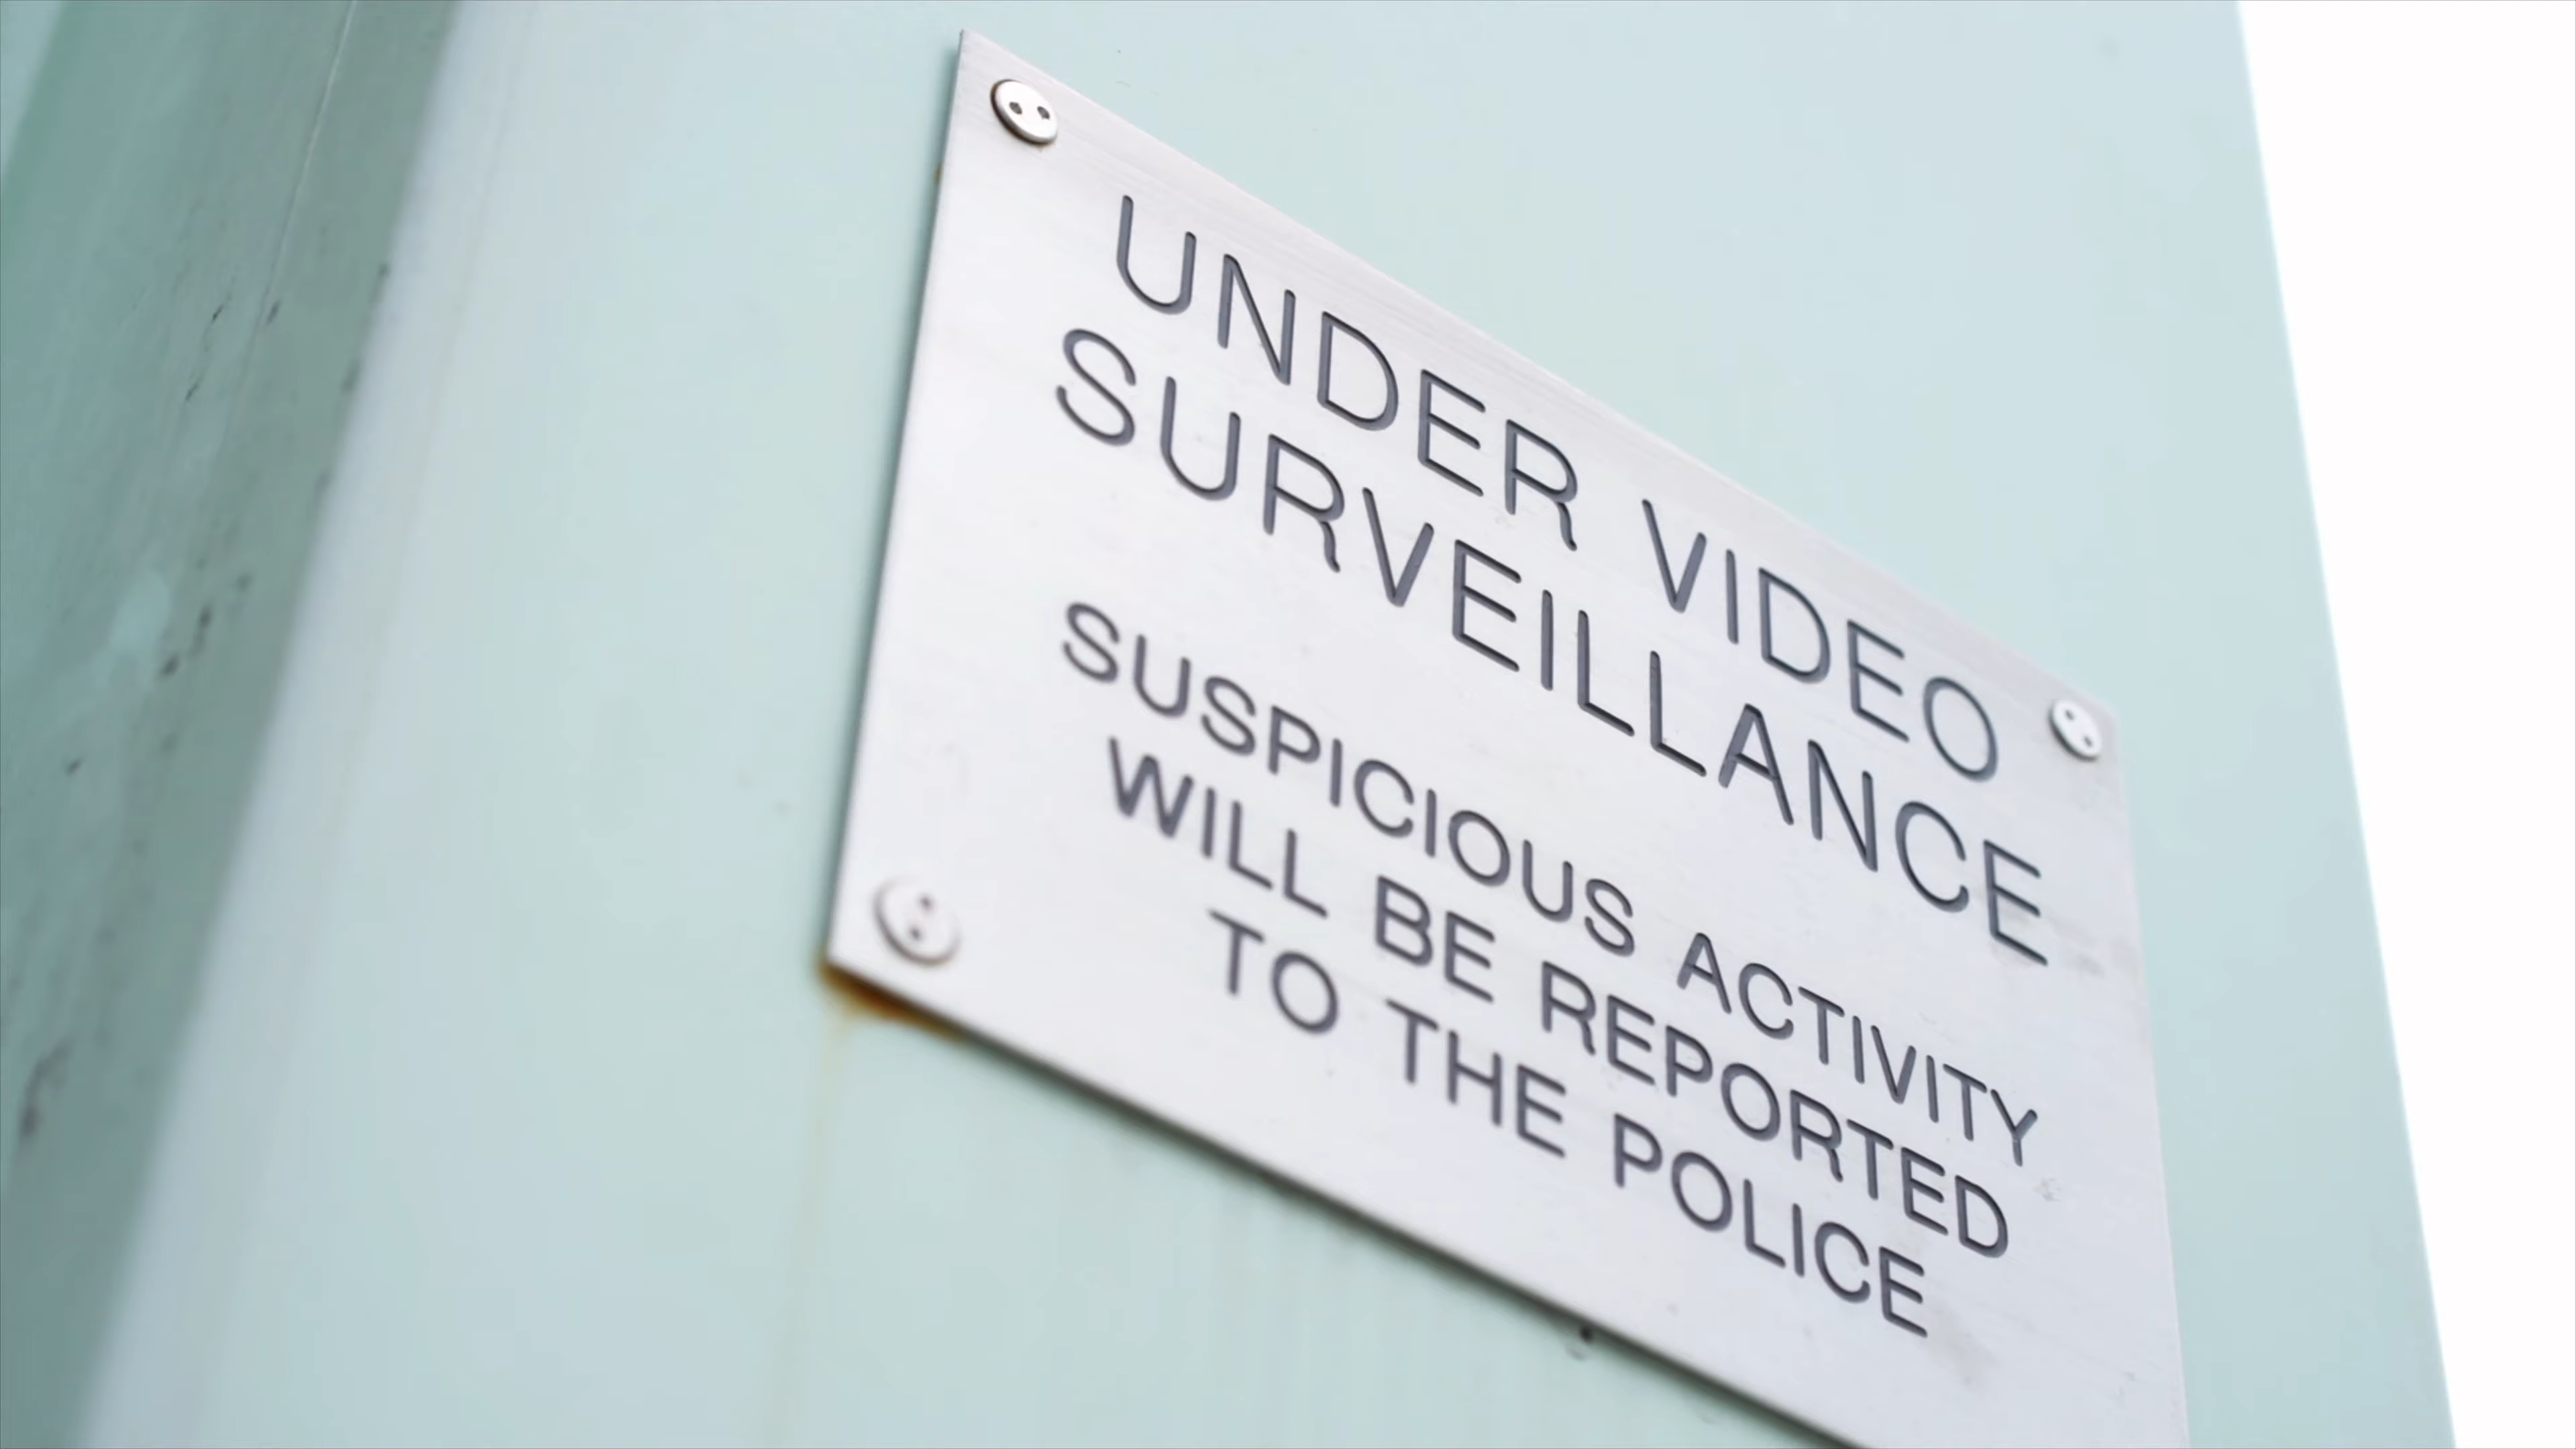 UNDER VIDEO
SURVEILLANCE
SUSPICIOUS ACTIVITY
WILL BE REPORTED
TO THE POLICE